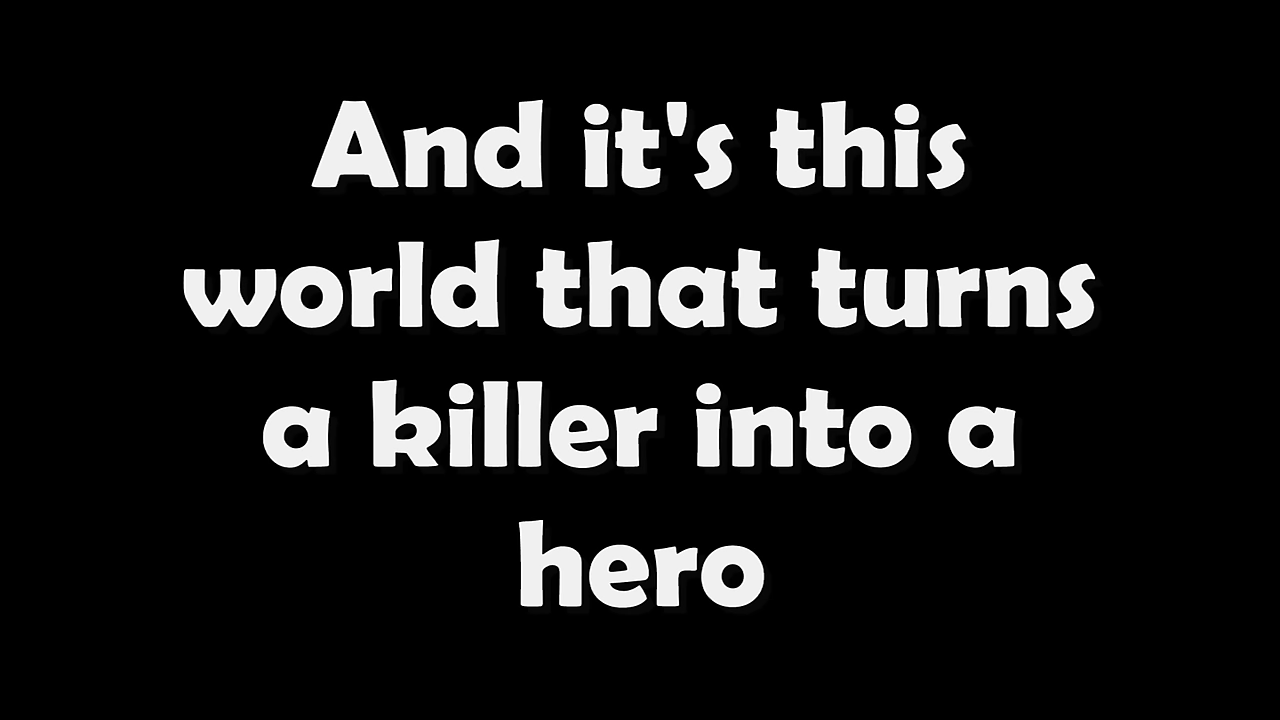 And it's this
world that turns
a killer into a
hero